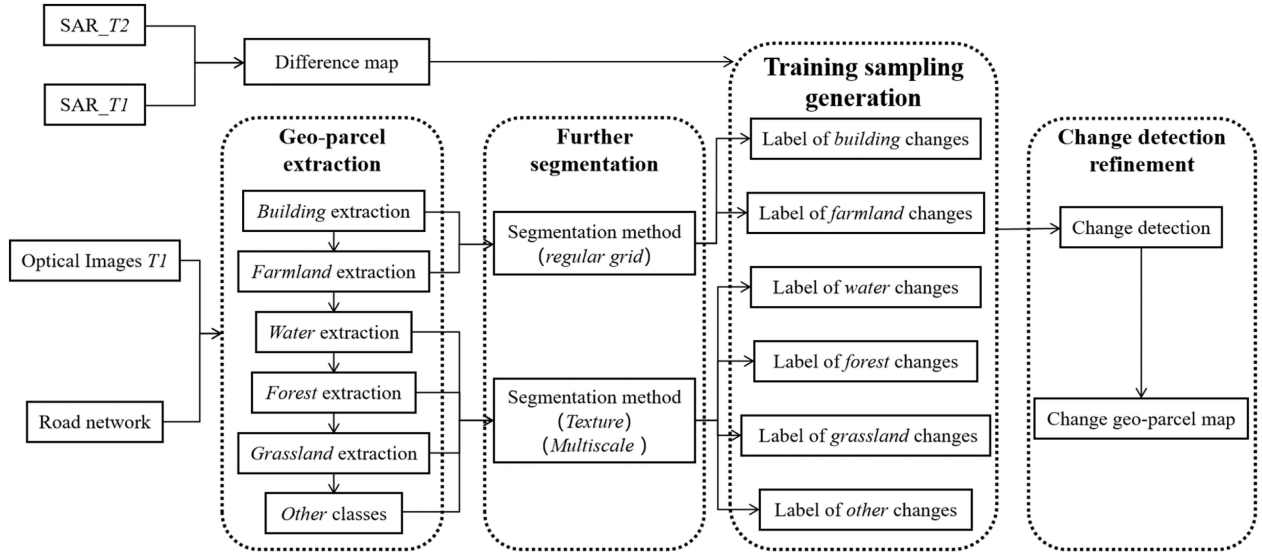 SAR_T2
SAR_T1
Difference map
Optical Images T1
Road network
Geo-parcel
extraction
Building extraction
Farmland extraction
Water extraction
Forest extraction
Grassland extraction
Other classes
Further
segmentation
Segmentation method
(regular grid)
Segmentation method
(Texture)
(Multiscale )
Training sampling
generation
Label of building changes
Label of farmland changes
Label of water changes
Label of forest changes
Label of grassland changes
Label of other changes
Change detection
refinement
Change detection
Change geo-parcel map